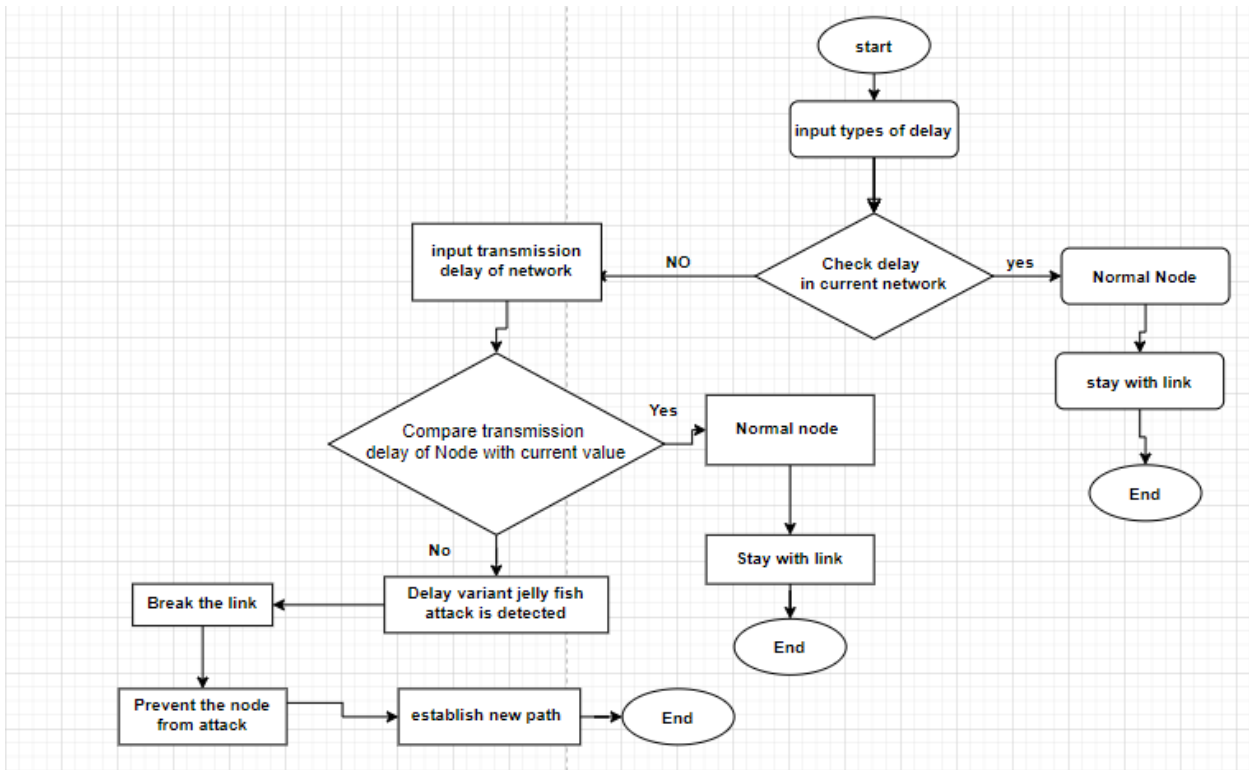 start
input types of delay
Check delay
in current network
NO
yes
input transmission
delay of network
Normal Node
stay with link
End
Compare transmission
delay of Node with current value
Yes
Normal node
Stay with link
End
No
Delay variant jelly fish
attack is detected
Break the link
Prevent the node
from attack
establish new path
End